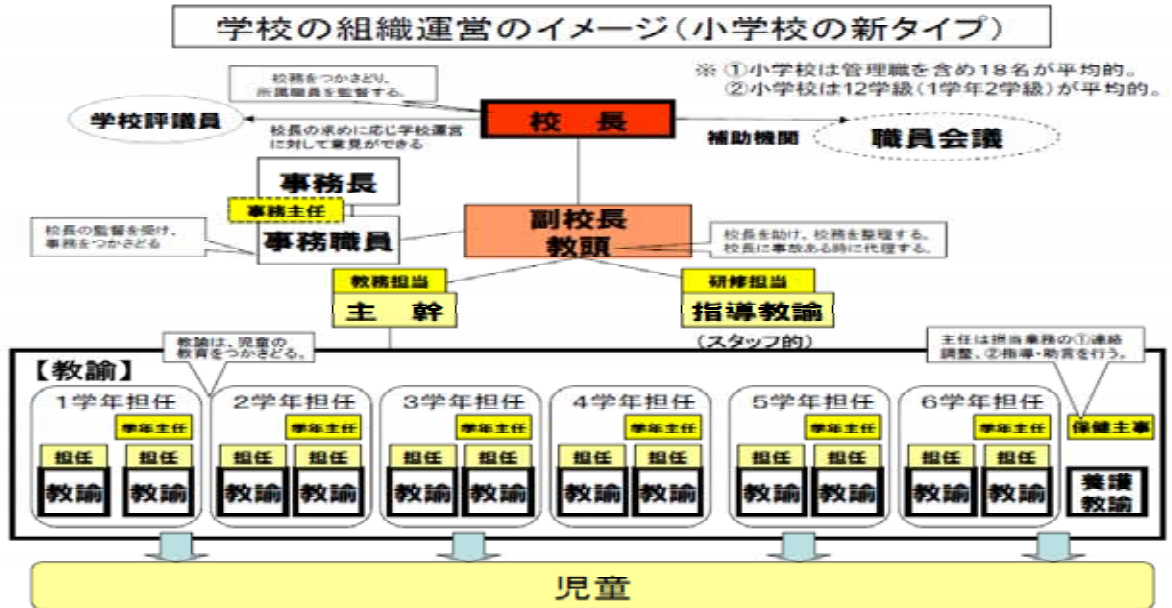 学校の組織運営のイメージ(小学校の新タイプ)
※ ①小学校は管理職を含め18名が平均的。
②小学校は12学級(1学年2学級)が平均的。
校務をつかさどり、
所属職員を監督する。
学校評議員
校長
補助機関
職員会議
校長の求めに応じ学校運営
に対して意見ができる
事務長
事務主任
事務職員
校長の監督を受け、
事務をつかさどる
副校長
教頭
校長を助け、校務を整理する。
校長に事故ある時に代理する。
教務担当
主幹
研修担当
指導教諭
(スタッフ的)
教諭は、児童の
教育をつかさどる。
主任は担当業務の①連絡
調整、②指導・助言を行う。
【教諭】
1学年担任 2学年担任 3学年担任 4学年担任 5学年担任 6学年担任
学年主任 学年主任 学年主任 学年主任 学年主任 学年主任 保健主事
担任 担任 担任 担任 担任 担任 担任 担任 担任 担任 担任 担任
教諭 教諭 教諭 教諭 教諭 教諭 教諭 教諭 教諭 教諭 教諭 教諭
養護
教諭
児童